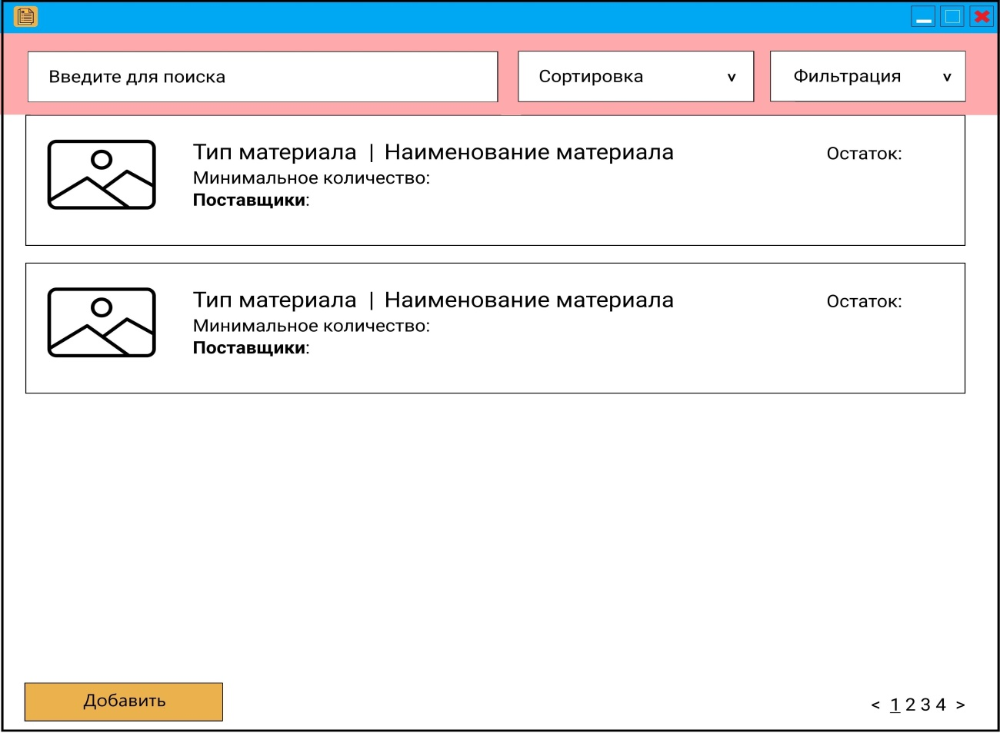 Введите для поиска
Сортировка v
Фильтрация v
Тип материала | Наименование материала
Остаток:
Минимальное количество:
Поставщики:
Тип материала | Наименование материала
Остаток:
Минимальное количество:
Поставщики:
Добавить
< 1 2 3 4 >